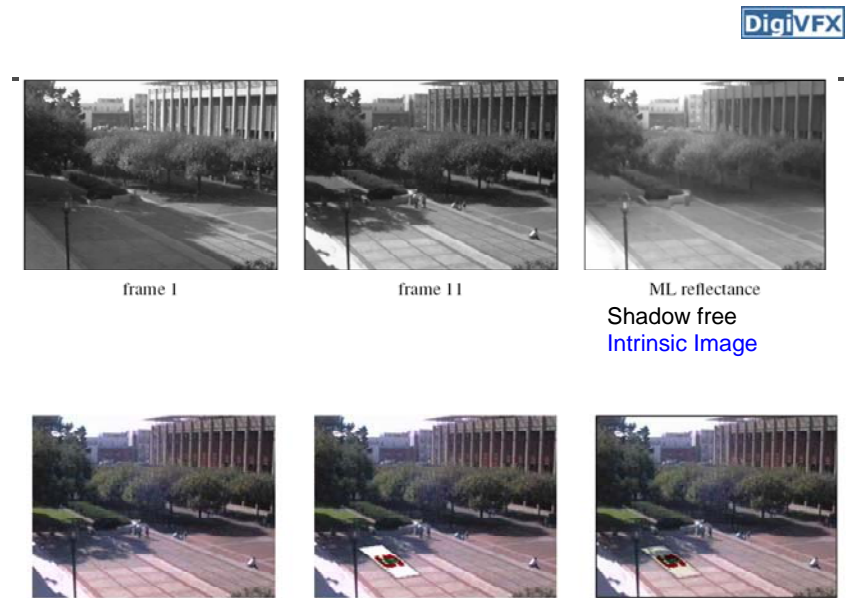 DigiVFX
frame 1
frame 11
ML reflectance
Shadow free
Intrinsic Image